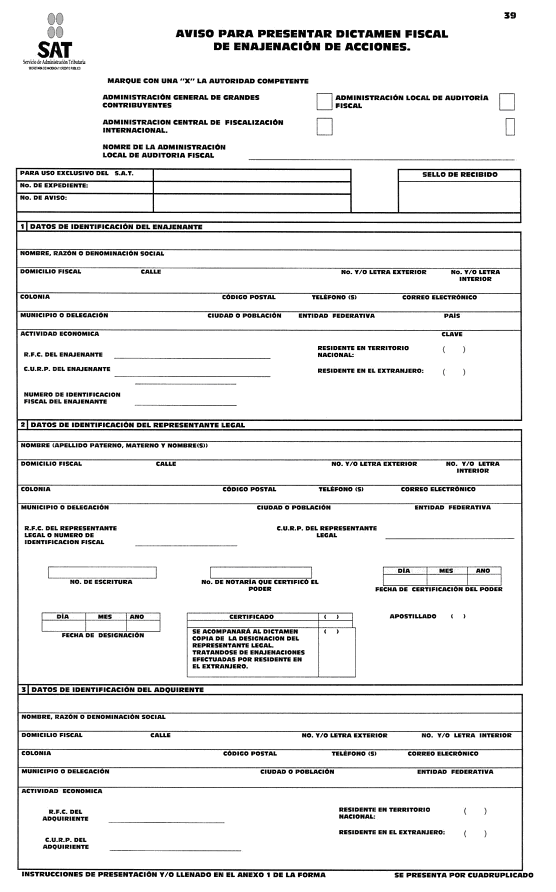 39
SAT
Servicio de Administración Tributaria
SECRETARÍA DE HACIENDA Y CRÉDITO PÚBLICO
AVISO PARA PRESENTAR DICTAMEN FISCAL
DE ENAJENACIÓN DE ACCIONES.
MARQUE CON UNA "X" LA AUTORIDAD COMPETENTE
ADMINISTRACIÓN GENERAL DE GRANDES
CONTRIBUYENTES
ADMINISTRACIÓN LOCAL DE AUDITORÍA
FISCAL
ADMINISTRACION CENTRAL DE FISCALIZACIÓN
INTERNACIONAL.
NOMRE DE LA ADMINISTRACIÓN
LOCAL DE AUDITORIA FISCAL
PARA USO EXCLUSIVO DEL S.A.T.
SELLO DE RECIBIDO
No. DE EXPEDIENTE:
No. DE AVISO:
1 DATOS DE IDENTIFICACIÓN DEL ENAJENANTE
NOMBRE, RAZÓN O DENOMINACIÓN SOCIAL
DOMICILIO FISCAL CALLE No. Y/O LETRA EXTERIOR No. Y/O LETRA
INTERIOR
COLONIA CÓDIGO POSTAL TELÉFONO (S) CORREO ELECTRÓNICO
MUNICIPIO O DELEGACIÓN CIUDAD O POBLACIÓN ENTIDAD FEDERATIVA PAÍS
ACTIVIDAD ECONOMICA CLAVE
R.F.C. DEL ENAJENANTE
RESIDENTE EN TERRITORIO
NACIONAL: ( )
C.U.R.P. DEL ENAJENANTE
RESIDENTE EN EL EXTRANJERO: ( )
NUMERO DE IDENTIFICACION
FISCAL DEL ENAJENANTE
2 DATOS DE IDENTIFICACIÓN DEL REPRESENTANTE LEGAL
NOMBRE (APELLIDO PATERNO, MATERNO Y NOMBRE(S))
DOMICILIO FISCAL CALLE NO. Y/O LETRA EXTERIOR NO. Y/O LETRA
INTERIOR
COLONIA CÓDIGO POSTAL TELÉFONO (S) CORREO ELECTRÓNICO
MUNICIPIO O DELEGACIÓN CIUDAD O POBLACIÓN ENTIDAD FEDERATIVA
R.F.C. DEL REPRESENTANTE
LEGAL O NUMERO DE
IDENTIFICACION FISCAL
C.U.R.P. DEL REPRESENTANTE
LEGAL
NO. DE ESCRITURA
No. DE NOTARÍA QUE CERTIFICÓ EL
PODER
DÍA MES AÑO
FECHA DE CERTIFICACIÓN DEL PODER
DÍA MES AÑO
FECHA DE DESIGNACIÓN
CERTIFICADO ( )
SE ACOMPAÑARÁ AL DICTAMEN ( )
COPIA DE LA DESIGNACION DEL
REPRESENTANTE LEGAL.
TRATANDOSE DE ENAJENACIONES
EFECTUADAS POR RESIDENTE EN
EL EXTRANJERO.
APOSTILLADO ( )
3 DATOS DE IDENTIFICACIÓN DEL ADQUIRENTE
NOMBRE, RAZÓN O DENOMINACIÓN SOCIAL
DOMICILIO FISCAL CALLE NO. Y/O LETRA EXTERIOR NO. Y/O LETRA INTERIOR
COLONIA CÓDIGO POSTAL TELÉFONO (S) CORREO ELECRÓNICO
MUNICIPIO O DELEGACIÓN CIUDAD O POBLACIÓN ENTIDAD FEDERATIVA
ACTIVIDAD ECONOMICA
R.F.C. DEL
ADQUIRIENTE
RESIDENTE EN TERRITORIO
NACIONAL: ( )
RESIDENTE EN EL EXTRANJERO: ( )
C.U.R.P. DEL
ADQUIRIENTE
INSTRUCCIONES DE PRESENTACIÓN Y/O LLENADO EN EL ANEXO 1 DE LA FORMA
SE PRESENTA POR CUADRUPLICADO